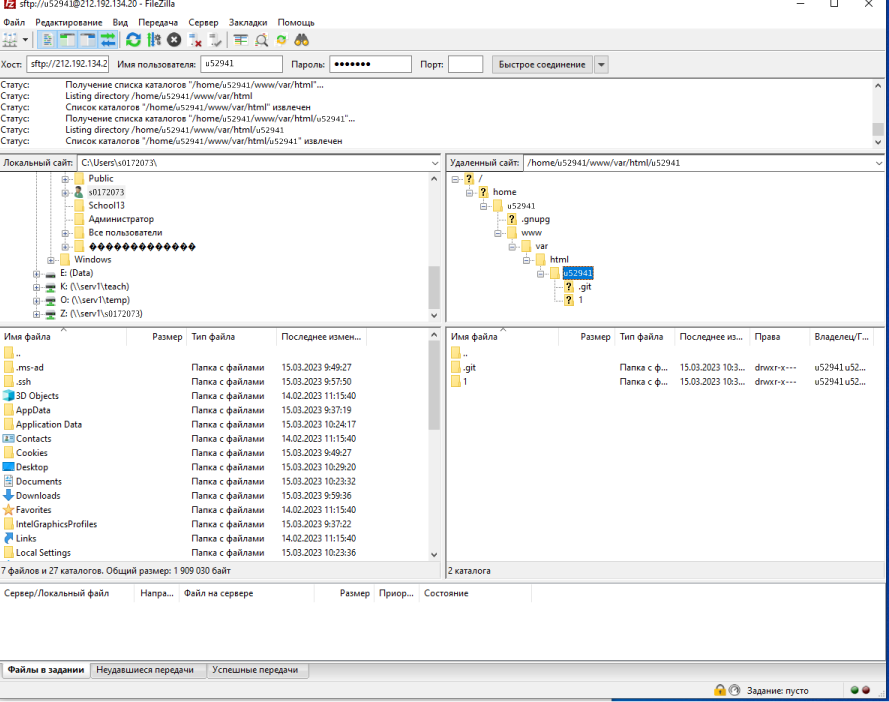 sftp://u52941@212.192.134.20 - FileZilla
Файл Редактирование Вид Передача Сервер Закладки Помощь
Хост: sftp://212.192.134.2 Имя пользователя: u52941 Пароль: ●●●●●●● Порт: Быстрое соединение
Статус: Получение списка каталогов "/home/u52941/www/var/html"...
Статус: Listing directory /home/u52941/www/var/html
Статус: Список каталогов "/home/u52941/www/var/html" извлечен
Статус: Получение списка каталогов "/home/u52941/www/var/html/u52941"...
Статус: Listing directory /home/u52941/www/var/html/u52941
Статус: Список каталогов "/home/u52941/www/var/html/u52941" извлечен
Локальный сайт: C:\Users\s0172073\
Public
s0172073
School13
Администратор
Все пользователи
��������������
Windows
E: (Data)
K: (\\serv1\teach)
O: (\\serv1\temp)
Z: (\\serv1\s0172073)
Удаленный сайт: /home/u52941/www/var/html/u52941
/
home
u52941
.gnupg
www
var
html
u52941
.git
1
Имя файла Размер Тип файла Последнее измен...
..
.ms-ad Папка с файлами 15.03.2023 9:49:27
.ssh Папка с файлами 15.03.2023 9:57:50
3D Objects Папка с файлами 14.02.2023 11:15:40
AppData Папка с файлами 15.03.2023 9:37:19
Application Data Папка с файлами 15.03.2023 10:24:17
Contacts Папка с файлами 14.02.2023 11:15:40
Cookies Папка с файлами 15.03.2023 9:49:27
Desktop Папка с файлами 15.03.2023 10:29:20
Documents Папка с файлами 15.03.2023 10:23:32
Downloads Папка с файлами 15.03.2023 9:59:36
Favorites Папка с файлами 14.02.2023 11:15:40
IntelGraphicsProfiles Папка с файлами 15.03.2023 9:37:22
Links Папка с файлами 14.02.2023 11:15:40
Local Settings Папка с файлами 15.03.2023 10:23:36
7 файлов и 27 каталогов. Общий размер: 1 909 030 байт
Имя файла Размер Тип файла Последнее из... Права Владелец/Г...
..
.git Папка с ф... 15.03.2023 10:3... drwxr-x--- u52941 u52...
1 Папка с ф... 15.03.2023 10:3... drwxr-x--- u52941 u52...
2 каталога
Сервер/Локальный файл Напра... Файл на сервере Размер Приор... Состояние
Файлы в задании Неудавшиеся передачи Успешные передачи
Задание: пусто